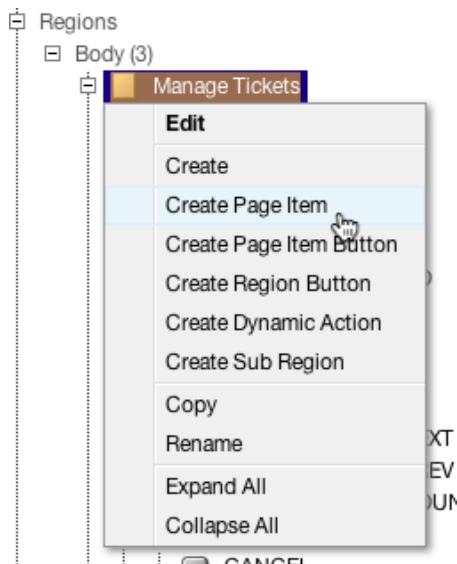 Regions
Body (3)
Manage Tickets
Edit
Create
Create Page Item
Create Page Item Button
Create Region Button
Create Dynamic Action
Create Sub Region
Copy
Rename
Expand All
Collapse All
CANCEL